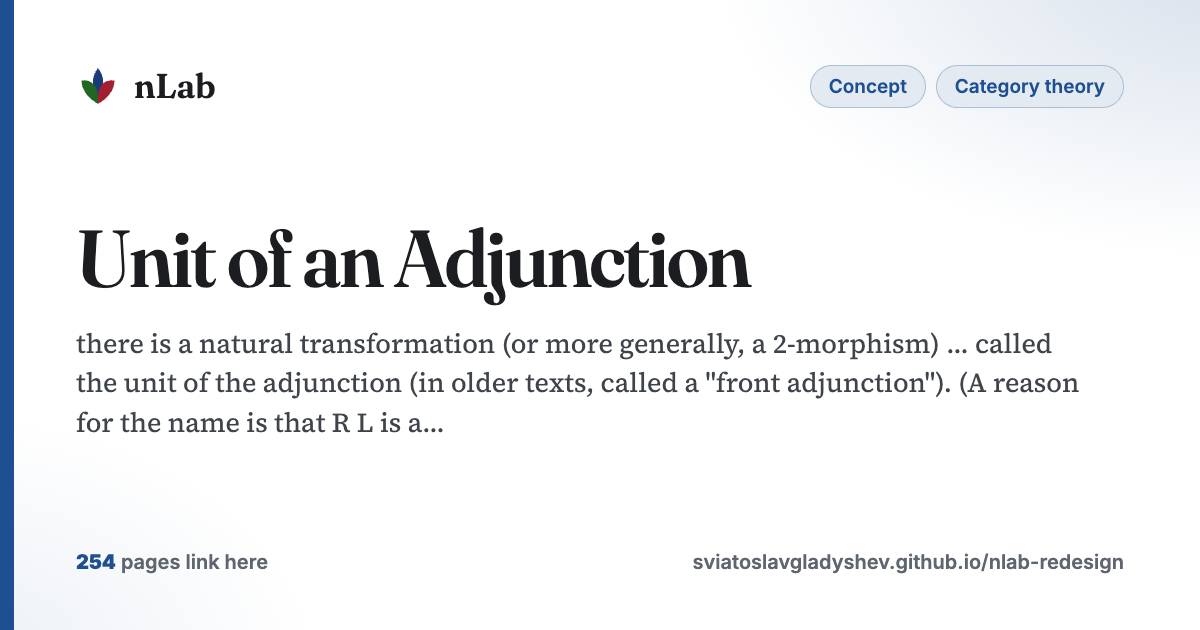 nLab
Concept
Category theory
Unit of an Adjunction
there is a natural transformation (or more generally, a 2-morphism) ... called
the unit of the adjunction (in older texts, called a "front adjunction"). (A reason
for the name is that R L is a...
254 pages link here
sviatoslavgladyshev.github.io/nlab-redesign